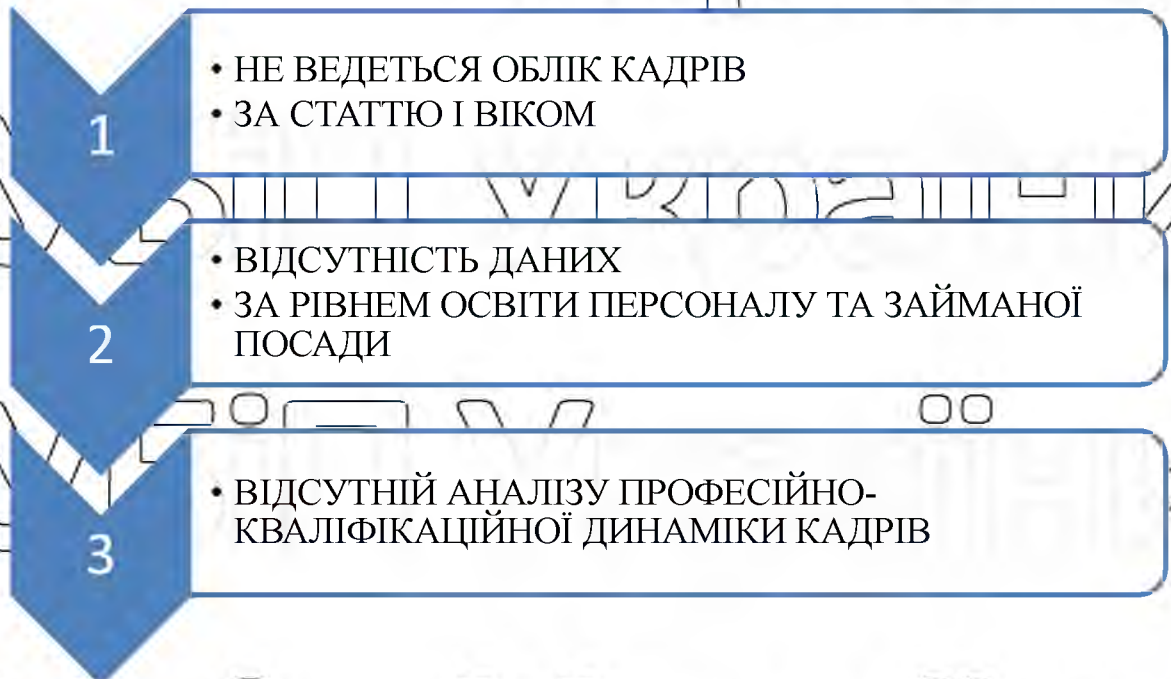 1
• НЕ ВЕДЕТЬСЯ ОБЛІК КАДРІВ
• ЗА СТАТТЮ І ВІКОМ
2
• ВІДСУТНІСТЬ ДАНИХ
• ЗА РІВНЕМ ОСВІТИ ПЕРСОНАЛУ ТА ЗАЙМАНОЇ
ПОСАДИ
3
• ВІДСУТНІЙ АНАЛІЗУ ПРОФЕСІЙНО-
КВАЛІФІКАЦІЙНОЇ ДИНАМІКИ КАДРІВ